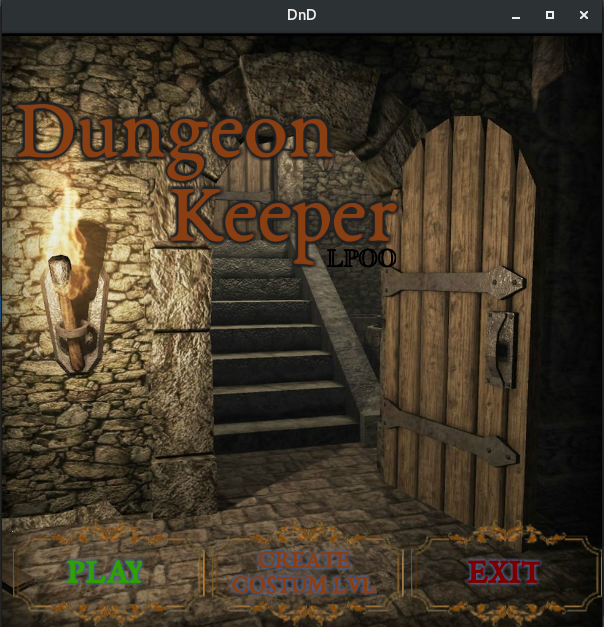 DnD
Dungeon
Keeper
LPOO
PLAY
CREATE
COSTUM LVL
EXIT